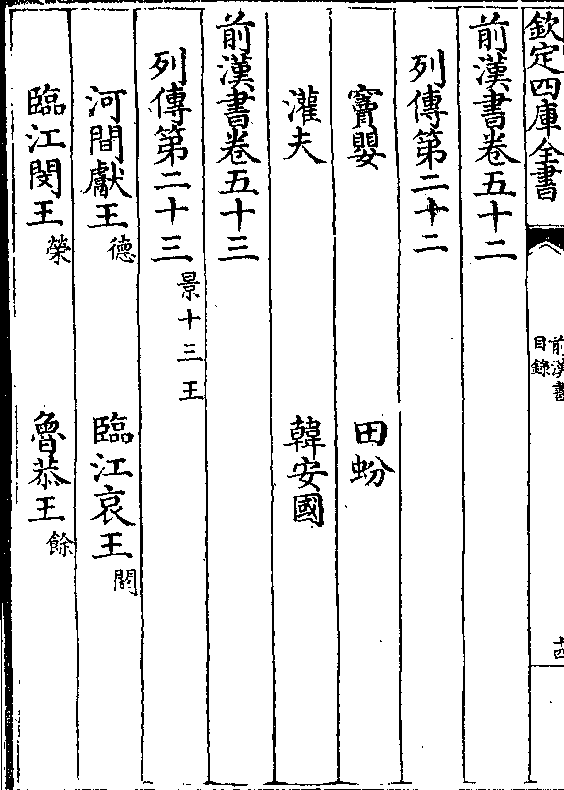 欽定四庫全書
前漢書目錄
十四
前漢書卷五十二
列傳第二十二
竇嬰 田蚡
灌夫 韓安國
前漢書卷五十三
列傳第二十三 景十三王
河間獻王 德 臨江哀王 閼
臨江閔王 榮 魯恭王 餘